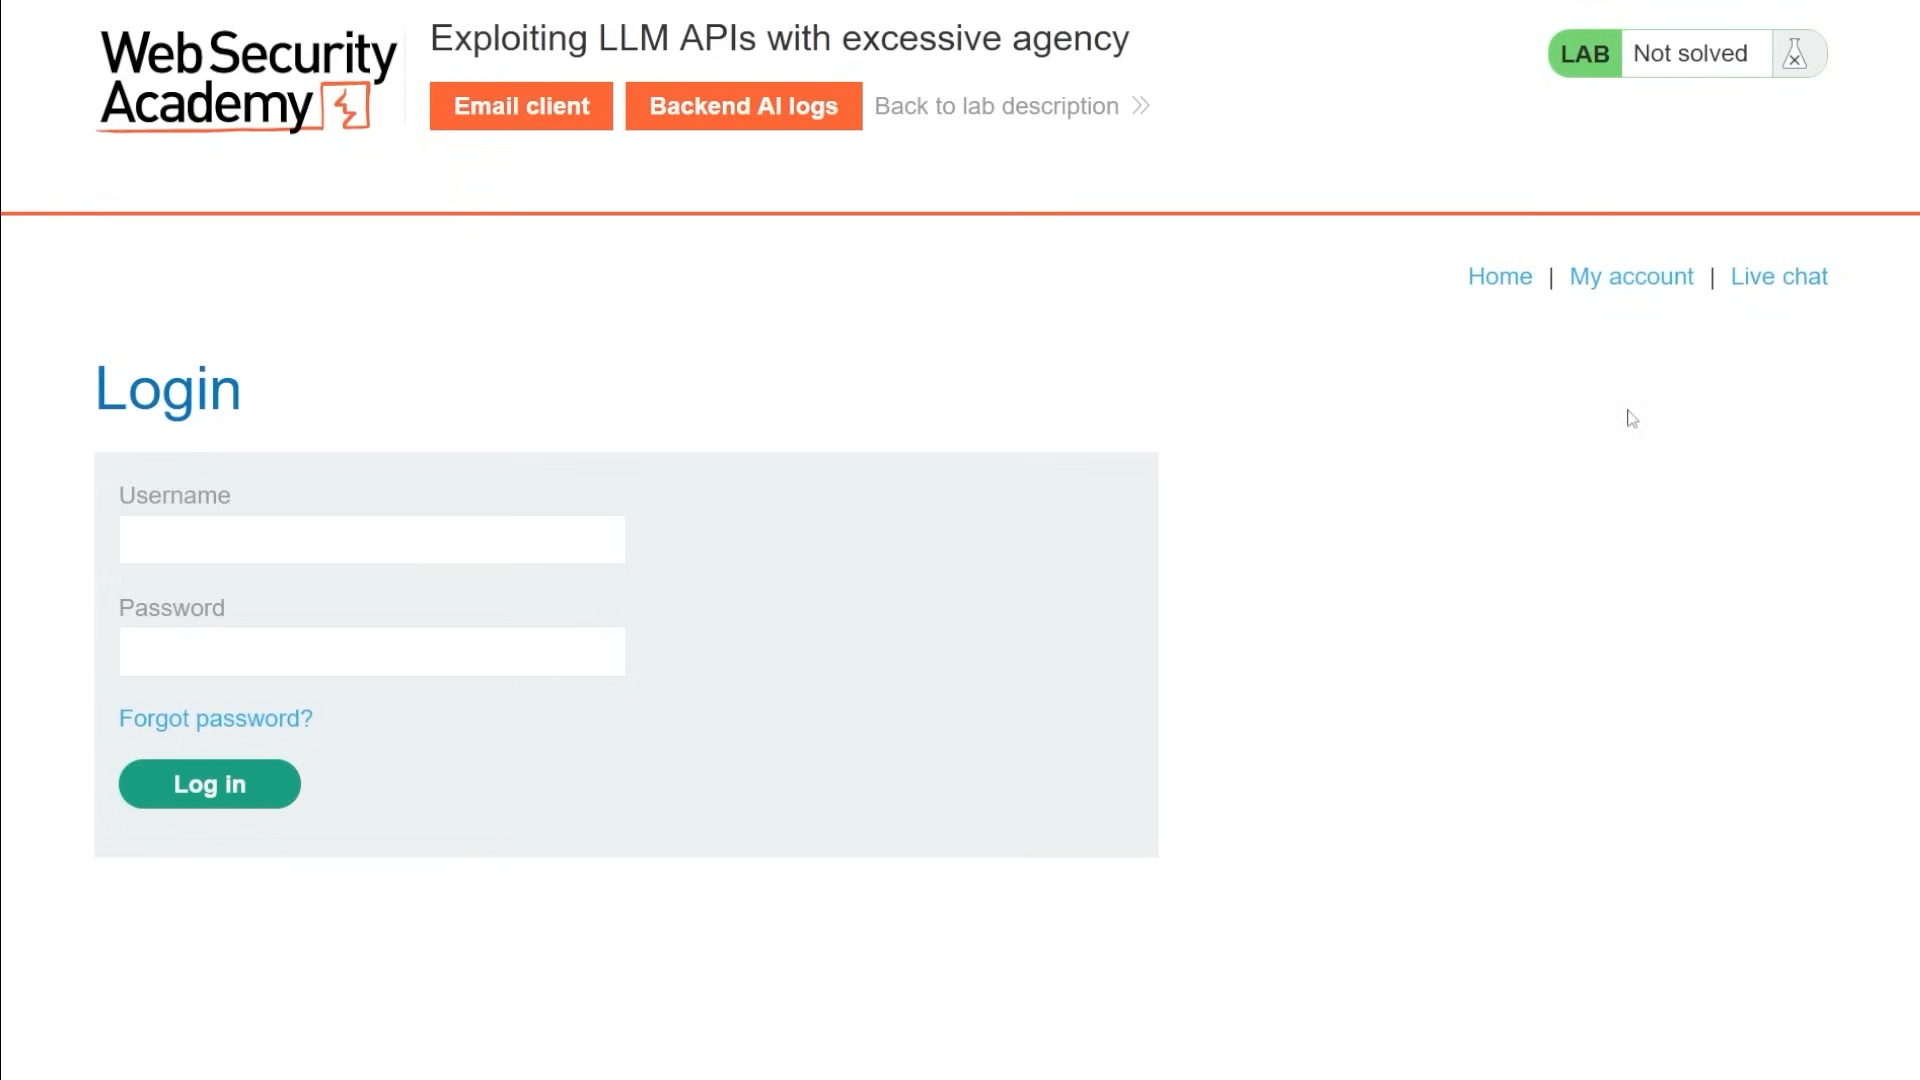 Web Security
Academy
Exploiting LLM APIs with excessive agency
Email client
Backend AI logs
Back to lab description
LAB
Not solved
Home | My account | Live chat
Login
Username
Password
Forgot password?
Log in